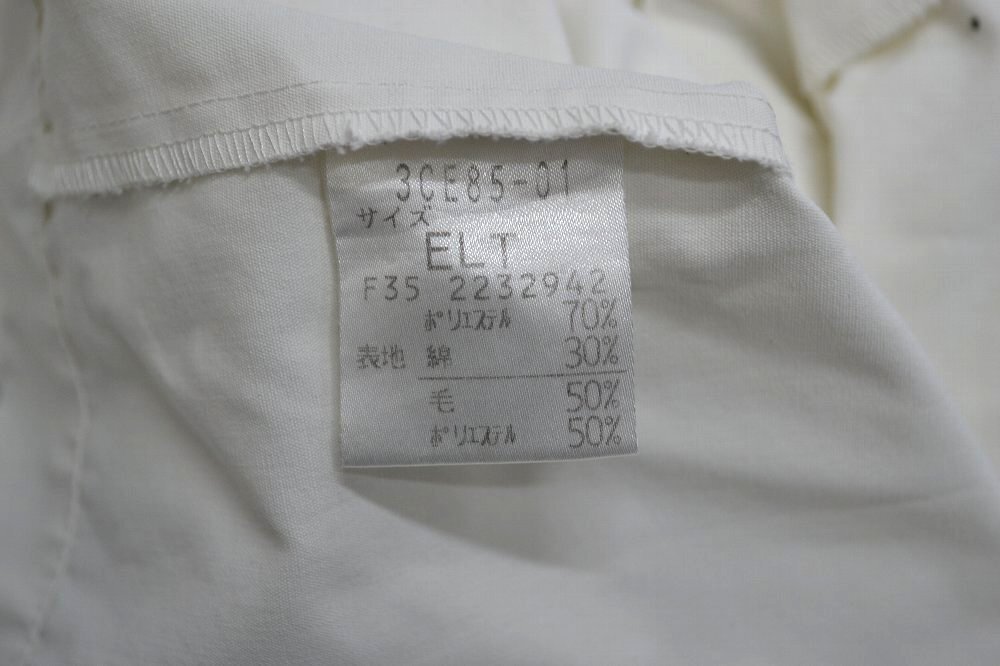 3CE85-01
サイズ
ELT
F35 2232942
ポリエステル 70%
表地 綿 30%
毛 50%
ポリエステル 50%